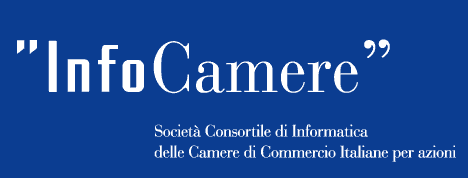 "InfoCamere”
Società Consortile di Informatica
delle Camere di Commercio Italiane per azioni